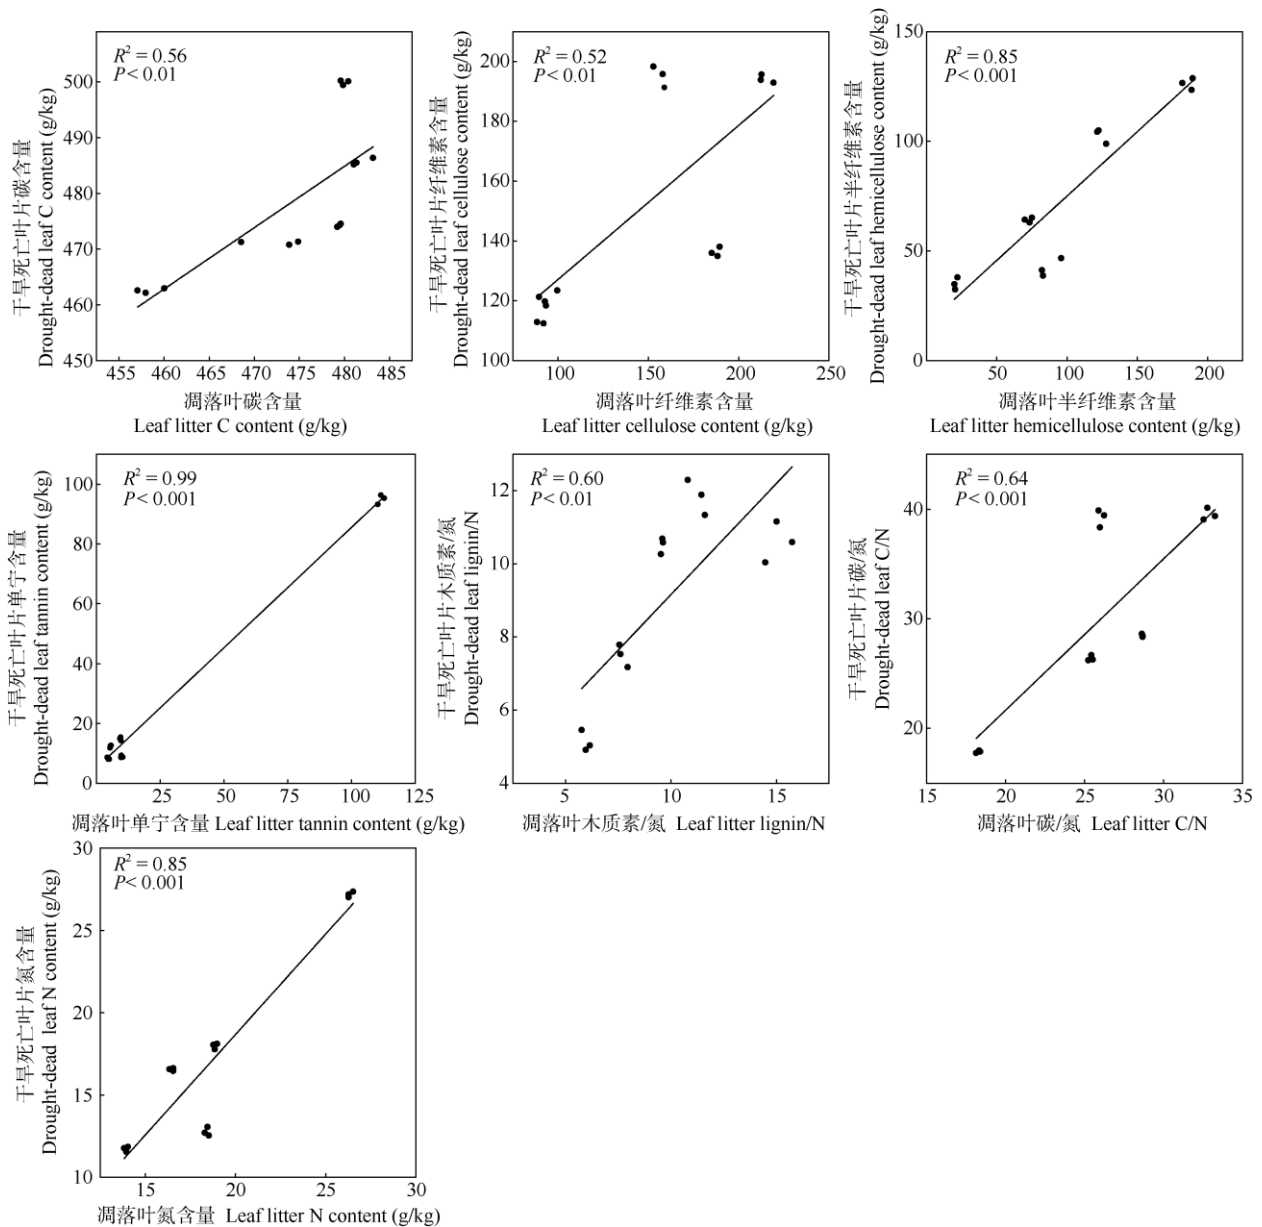 R² = 0.56
P < 0.01
500
490
480
470
460
450
455
460
465
470
475
480
485
干旱死亡叶片碳含量
Drought-dead leaf C content (g/kg)
凋落叶碳含量
Leaf litter C content (g/kg)
R² = 0.52
P < 0.01
200
180
160
140
120
100
100
150
200
250
干旱死亡叶片纤维素含量
Drought-dead leaf cellulose content (g/kg)
凋落叶纤维素含量
Leaf litter cellulose content (g/kg)
R² = 0.85
P < 0.001
150
100
50
0
50
100
150
200
干旱死亡叶片半纤维素含量
Drought-dead leaf hemicellulose content (g/kg)
凋落叶半纤维素含量
Leaf litter hemicellulose content (g/kg)
R² = 0.99
P < 0.001
100
80
60
40
20
0
25
50
75
100
125
干旱死亡叶片单宁含量
Drought-dead leaf tannin content (g/kg)
凋落叶单宁含量 Leaf litter tannin content (g/kg)
R² = 0.60
P < 0.01
12
10
8
6
4
5
10
15
干旱死亡叶片木质素/氮
Drought-dead leaf lignin/N
凋落叶木质素/氮 Leaf litter lignin/N
R² = 0.64
P < 0.001
40
30
20
15
20
25
30
35
干旱死亡叶片碳/氮
Drought-dead leaf C/N
凋落叶碳/氮 Leaf litter C/N
R² = 0.85
P < 0.001
30
25
20
15
10
15
20
25
30
干旱死亡叶片氮含量
Drought-dead leaf N content (g/kg)
凋落叶氮含量 Leaf litter N content (g/kg)